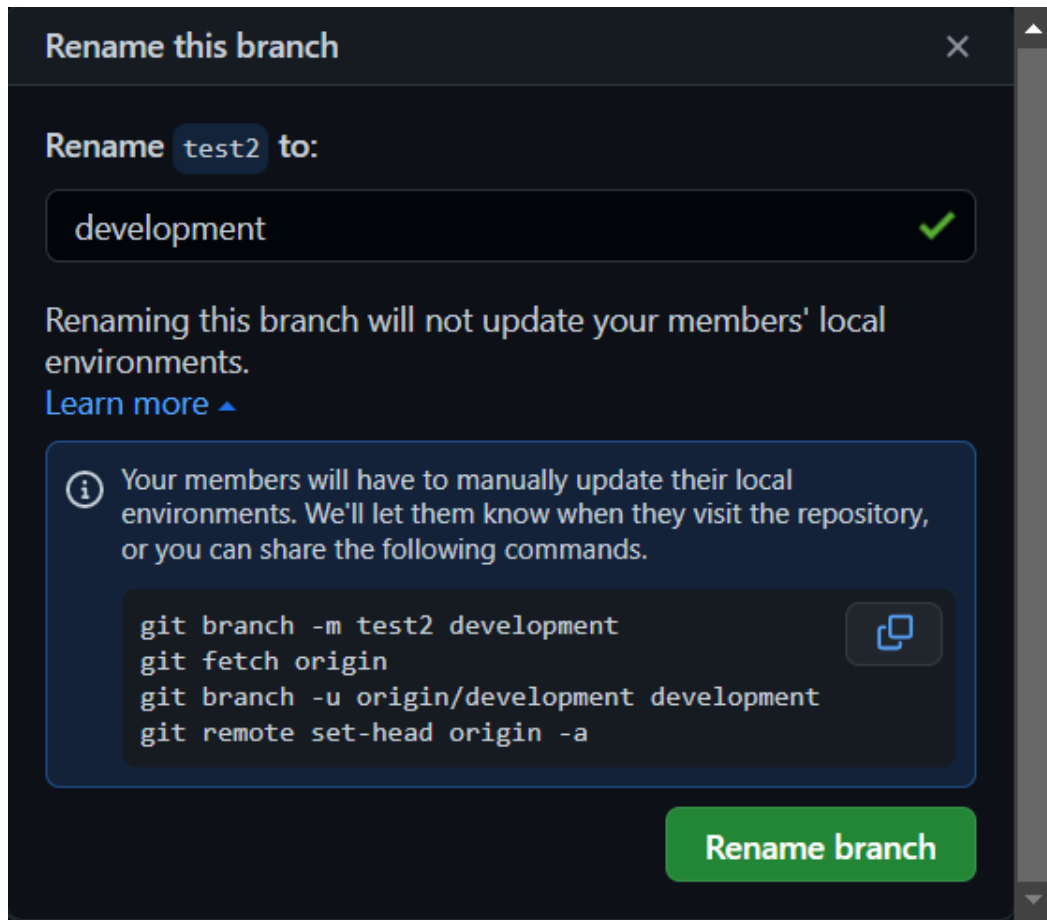 Rename this branch
Rename test2 to:
development
Renaming this branch will not update your members' local
environments.
Learn more
Your members will have to manually update their local
environments. We'll let them know when they visit the repository,
or you can share the following commands.
git branch -m test2 development
git fetch origin
git branch -u origin/development development
git remote set-head origin -a
Rename branch